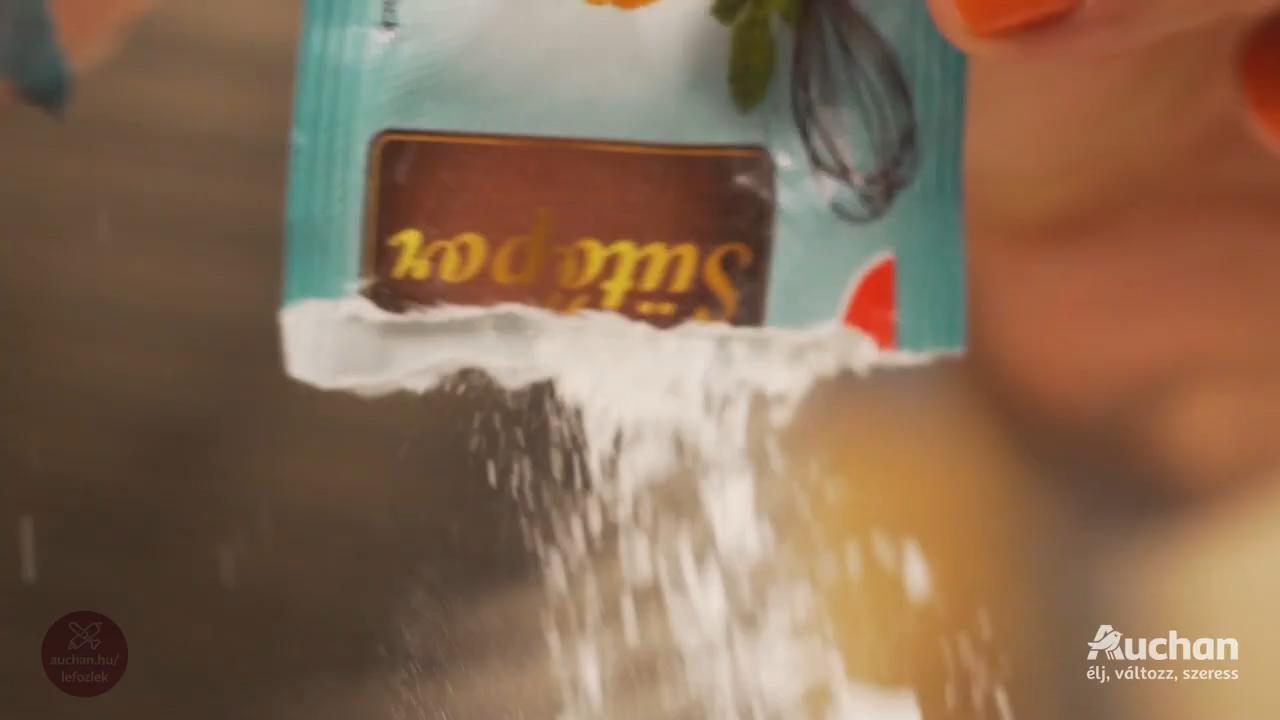 Sütőpor
auchan.hu/
lefozlek
Auchan
élj, változz, szeress